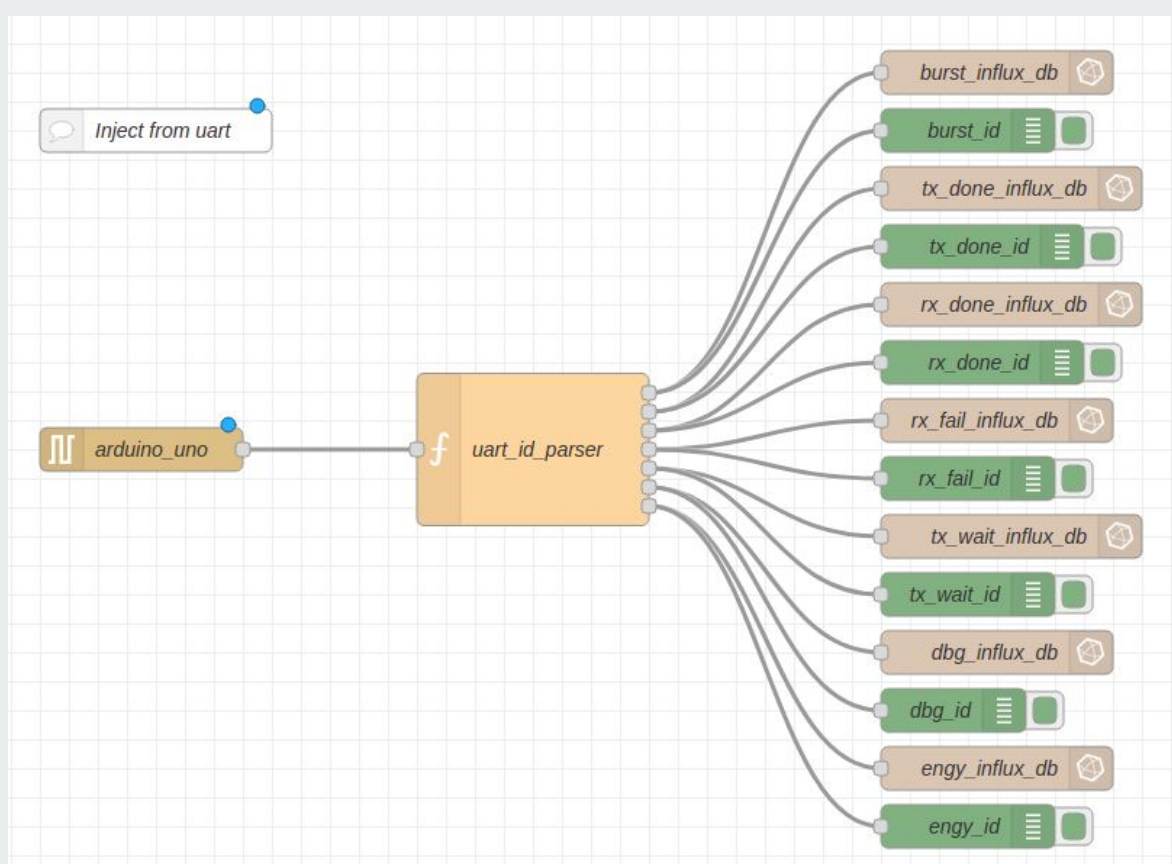 Inject from uart
arduino_uno
uart_id_parser
burst_influx_db
burst_id
tx_done_influx_db
tx_done_id
rx_done_influx_db
rx_done_id
rx_fail_influx_db
rx_fail_id
tx_wait_influx_db
tx_wait_id
dbg_influx_db
dbg_id
engy_influx_db
engy_id